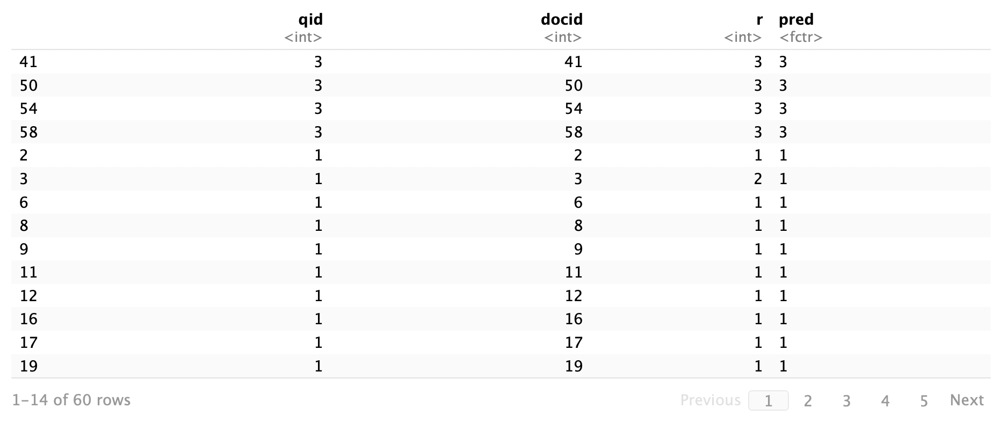 qid docid r pred
<int> <int> <int> <fctr>
41 3 41 3 3
50 3 50 3 3
54 3 54 3 3
58 3 58 3 3
2 1 2 1 1
3 1 3 2 1
6 1 6 1 1
8 1 8 1 1
9 1 9 1 1
11 1 11 1 1
12 1 12 1 1
16 1 16 1 1
17 1 17 1 1
19 1 19 1 1
1–14 of 60 rows Previous 1 2 3 4 5 Next